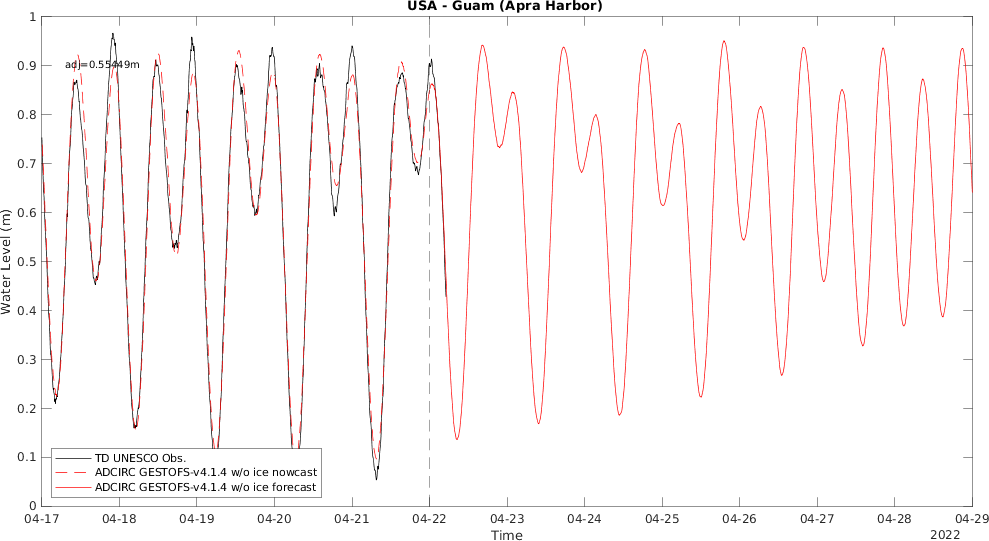 USA - Guam (Apra Harbor)
1
0.9
0.8
0.7
0.6
0.5
0.4
0.3
0.2
0.1
0
Water Level (m)
adj=0.55449m
TD UNESCO Obs.
ADCIRC GESTOFS-v4.1.4 w/o ice nowcast
ADCIRC GESTOFS-v4.1.4 w/o ice forecast
04-17 04-18 04-19 04-20 04-21 04-22 04-23 04-24 04-25 04-26 04-27 04-28 04-29
Time
2022